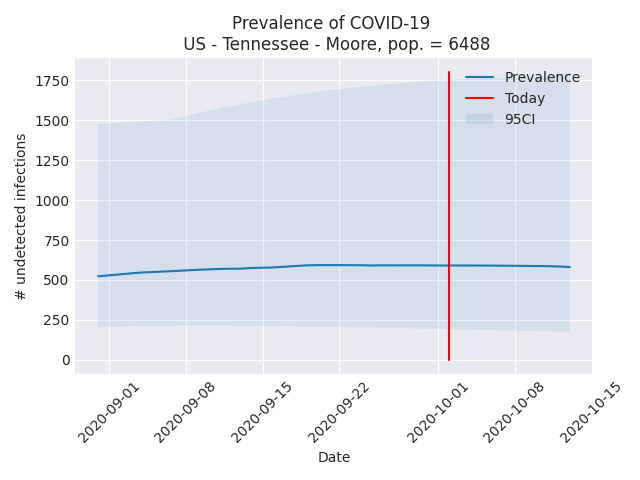 Prevalence of COVID-19
US - Tennessee - Moore, pop. = 6488
Prevalence
Today
95CI
1750
1500
1250
1000
750
500
250
0
# undetected infections
2020-09-01
2020-09-08
2020-09-15
2020-09-22
2020-10-01
2020-10-08
2020-10-15
Date